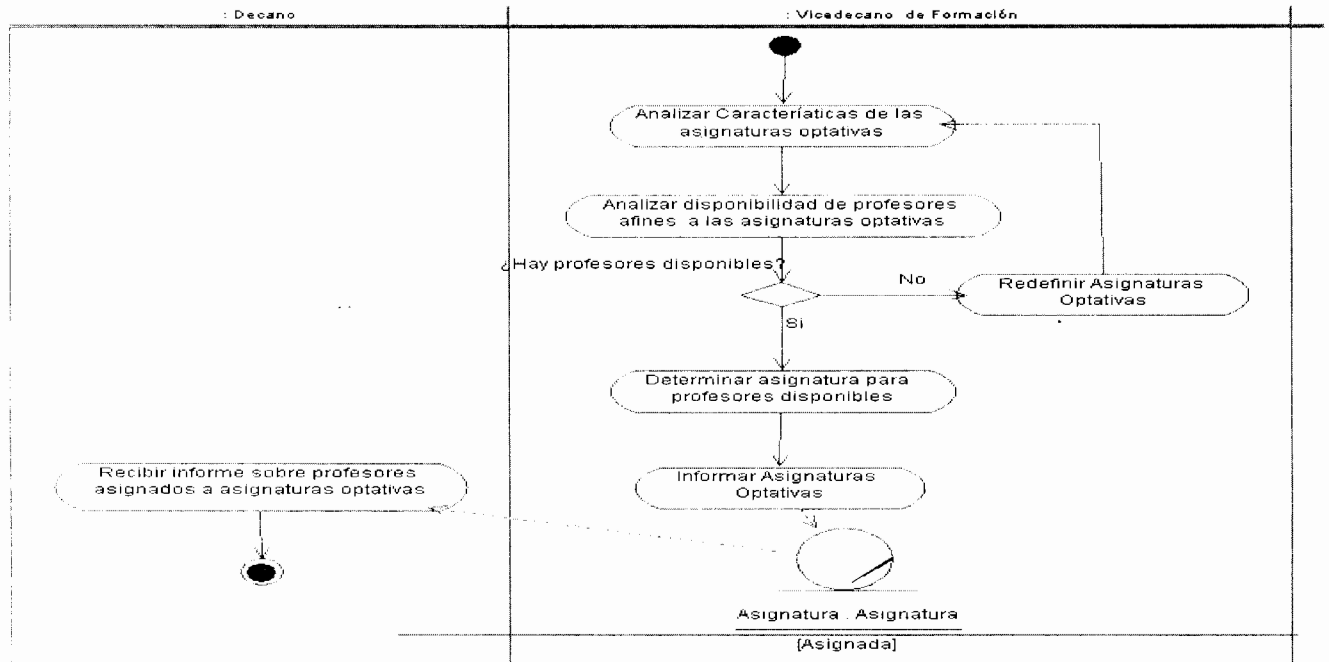 : Decano
: Vicedecano de Formación
Analizar Caracteríaticas de las
asignaturas optativas
Analizar disponibilidad de profesores
afines a las asignaturas optativas
¿Hay profesores disponibles?
No
Redefinir Asignaturas
Optativas
Si
Determinar asignatura para
profesores disponibles
Recibir informe sobre profesores
asignados a asignaturas optativas
Informar Asignaturas
Optativas
Asignatura : Asignatura
[Asignada]